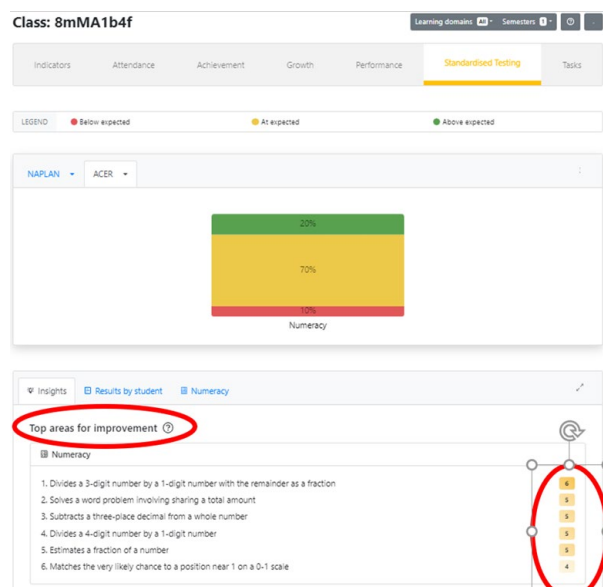 Class: 8mMA1b4f
Learning domains All Semesters 1
Indicators Attendance Achievement Growth Performance Standardised Testing Tasks
LEGEND Below expected At expected Above expected
NAPLAN ACER
20%
70%
10%
Numeracy
Insights Results by student Numeracy
Top areas for improvement
Numeracy
1. Divides a 3-digit number by a 1-digit number with the remainder as a fraction 6
2. Solves a word problem involving sharing a total amount 5
3. Subtracts a three-place decimal from a whole number 5
4. Divides a 4-digit number by a 1-digit number 5
5. Estimates a fraction of a number 5
6. Matches the very likely chance to a position near 1 on a 0-1 scale 4